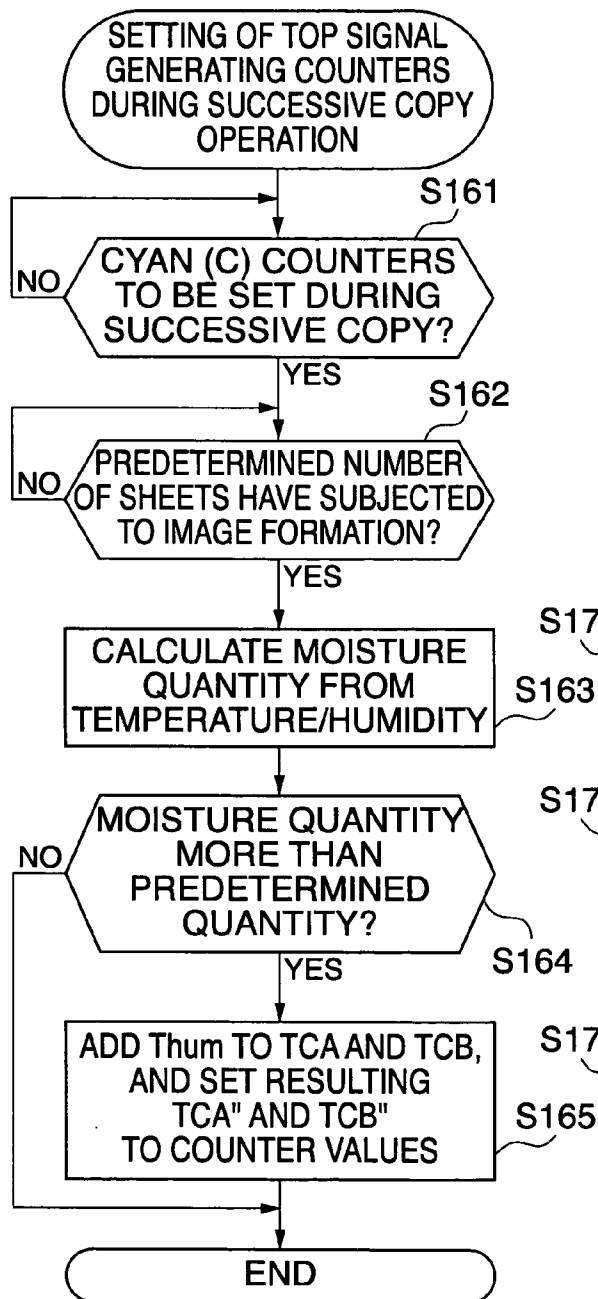 SETTING OF TOP SIGNAL
GENERATING COUNTERS
DURING SUCCESSIVE COPY
OPERATION
S161
CYAN (C) COUNTERS
TO BE SET DURING
SUCCESSIVE COPY?
NO
YES
S162
PREDETERMINED NUMBER
OF SHEETS HAVE SUBJECTED
TO IMAGE FORMATION?
NO
YES
S17
CALCULATE MOISTURE
QUANTITY FROM
TEMPERATURE/HUMIDITY
S163
S17
MOISTURE QUANTITY
MORE THAN
PREDETERMINED
QUANTITY?
NO
S164
YES
S17
ADD Thum TO TCA AND TCB,
AND SET RESULTING
TCA" AND TCB"
TO COUNTER VALUES
S165
END